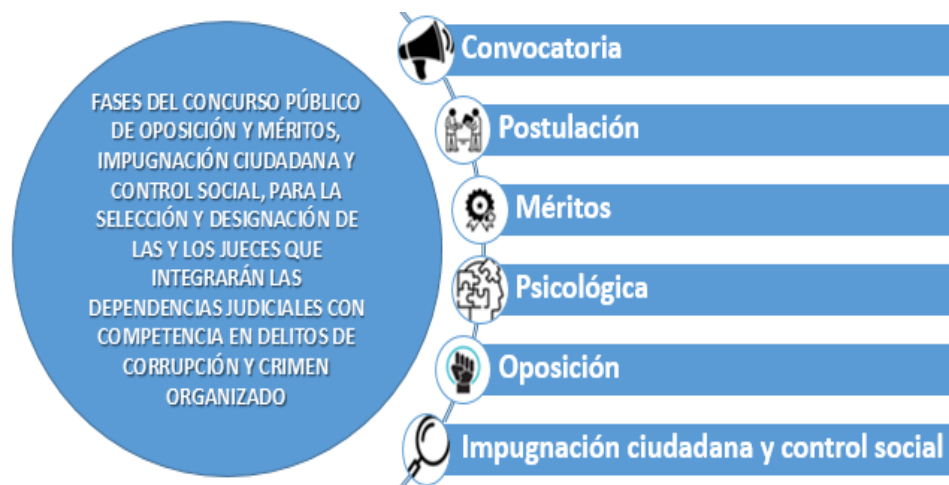 FASES DEL CONCURSO PÚBLICO
DE OPOSICIÓN Y MÉRITOS,
IMPUGNACIÓN CIUDADANA Y
CONTROL SOCIAL, PARA LA
SELECCIÓN Y DESIGNACIÓN DE
LAS Y LOS JUECES QUE
INTEGRARÁN LAS
DEPENDENCIAS JUDICIALES CON
COMPETENCIA EN DELITOS DE
CORRUPCIÓN Y CRIMEN
ORGANIZADO
Convocatoria
Postulación
Méritos
Psicológica
Oposición
Impugnación ciudadana y control social